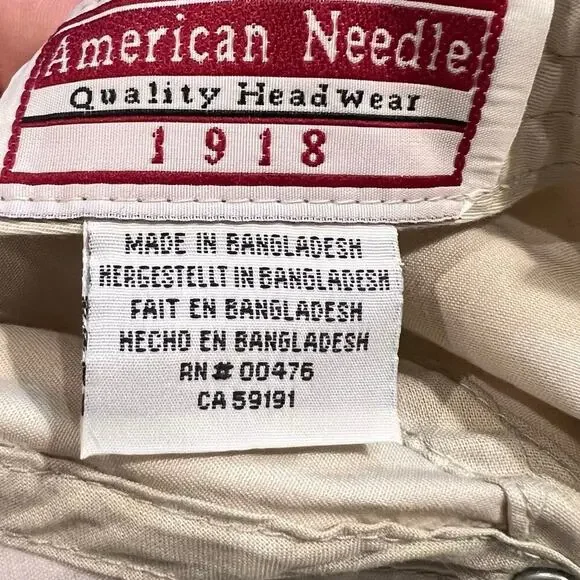 American Needle
Quality Headwear
1918
MADE IN BANGLADESH
HERGESTELLT IN BANGLADESH
FAIT EN BANGLADESH
HECHO EN BANGLADESH
RN# 00476
CA 59191